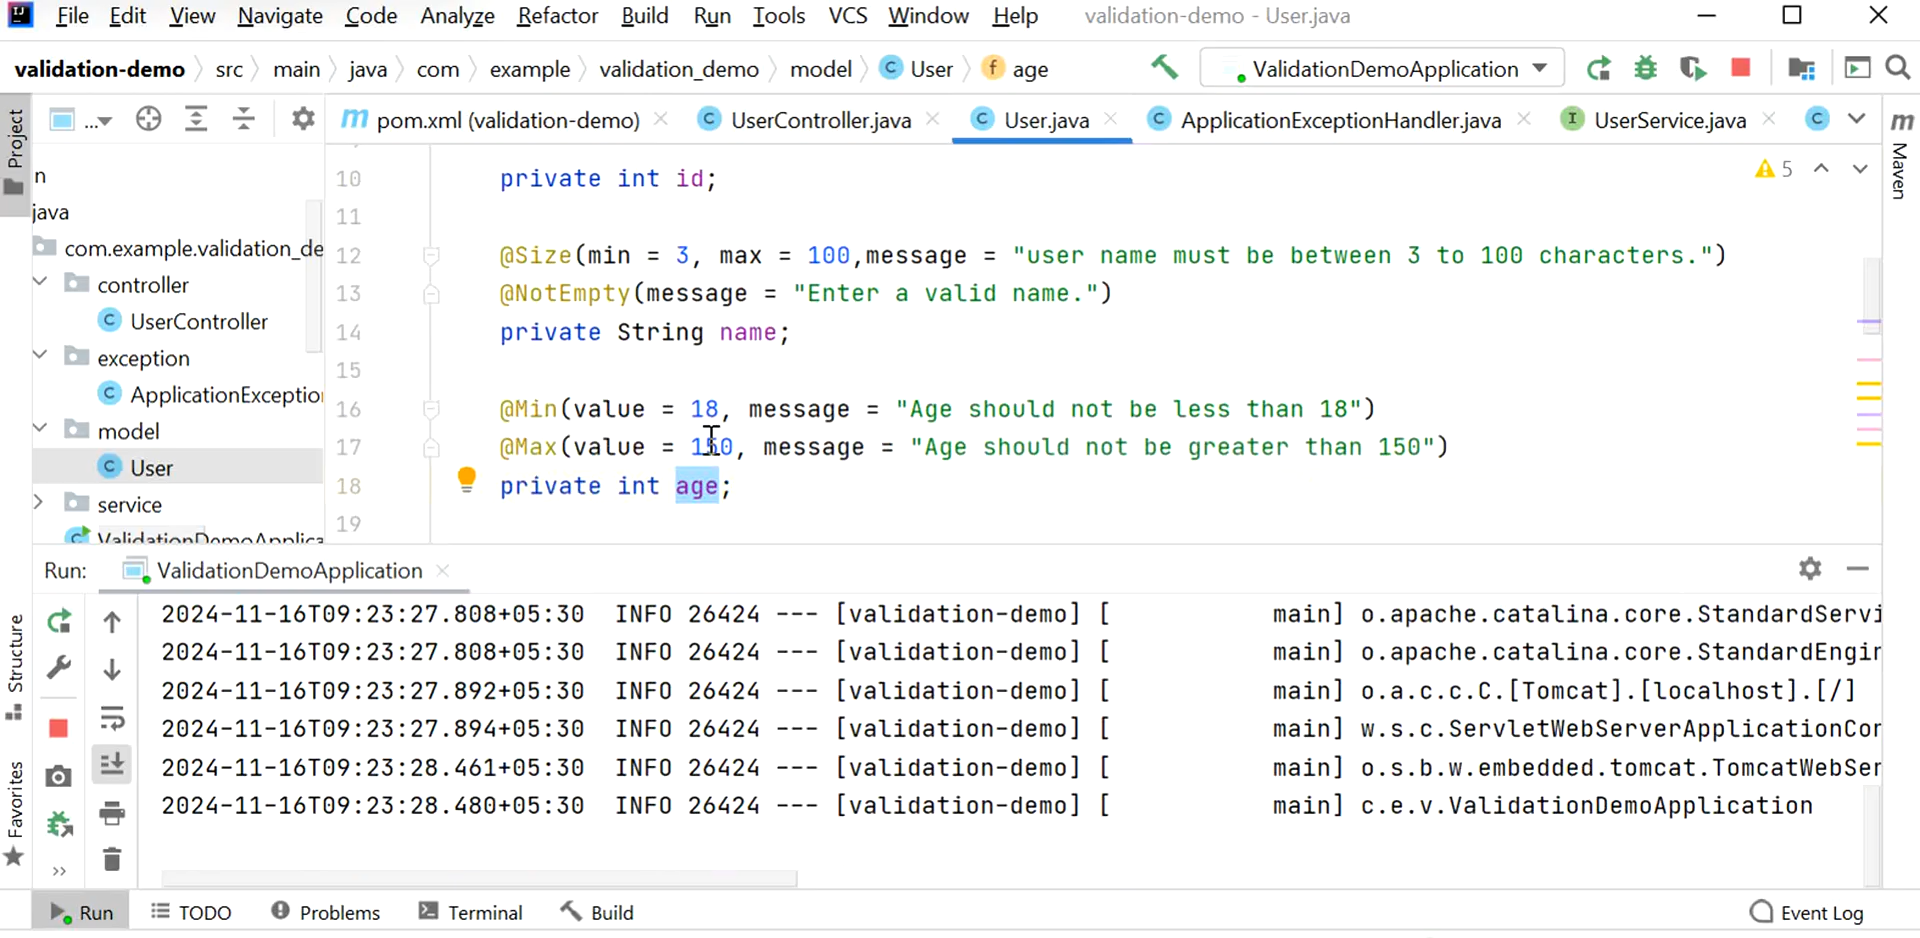 File Edit View Navigate Code Analyze Refactor Build Run Tools VCS Window Help validation-demo - User.java
validation-demo src main java com example validation_demo model C User f age ValidationDemoApplication
Project
... m pom.xml (validation-demo) C UserController.java C User.java C ApplicationExceptionHandler.java I UserService.java C
m Maven
n
java
com.example.validation_de
controller
C UserController
exception
C ApplicationExceptio
model
C User
service
C ValidationDemoApplica
5
10 private int id;
11
12 @Size(min = 3, max = 100,message = "user name must be between 3 to 100 characters.")
13 @NotEmpty(message = "Enter a valid name.")
14 private String name;
15
16 @Min(value = 18, message = "Age should not be less than 18")
17 @Max(value = 150, message = "Age should not be greater than 150")
18 private int age;
19
Run: ValidationDemoApplication
2024-11-16T09:23:27.808+05:30 INFO 26424 --- [validation-demo] [ main] o.apache.catalina.core.StandardServi
2024-11-16T09:23:27.808+05:30 INFO 26424 --- [validation-demo] [ main] o.apache.catalina.core.StandardEngin
2024-11-16T09:23:27.892+05:30 INFO 26424 --- [validation-demo] [ main] o.a.c.c.C.[Tomcat].[localhost].[/]
2024-11-16T09:23:27.894+05:30 INFO 26424 --- [validation-demo] [ main] w.s.c.ServletWebServerApplicationCon
2024-11-16T09:23:28.461+05:30 INFO 26424 --- [validation-demo] [ main] o.s.b.w.embedded.tomcat.TomcatWebSer
2024-11-16T09:23:28.480+05:30 INFO 26424 --- [validation-demo] [ main] c.e.v.ValidationDemoApplication
Structure
Favorites
Run TODO Problems Terminal Build Event Log